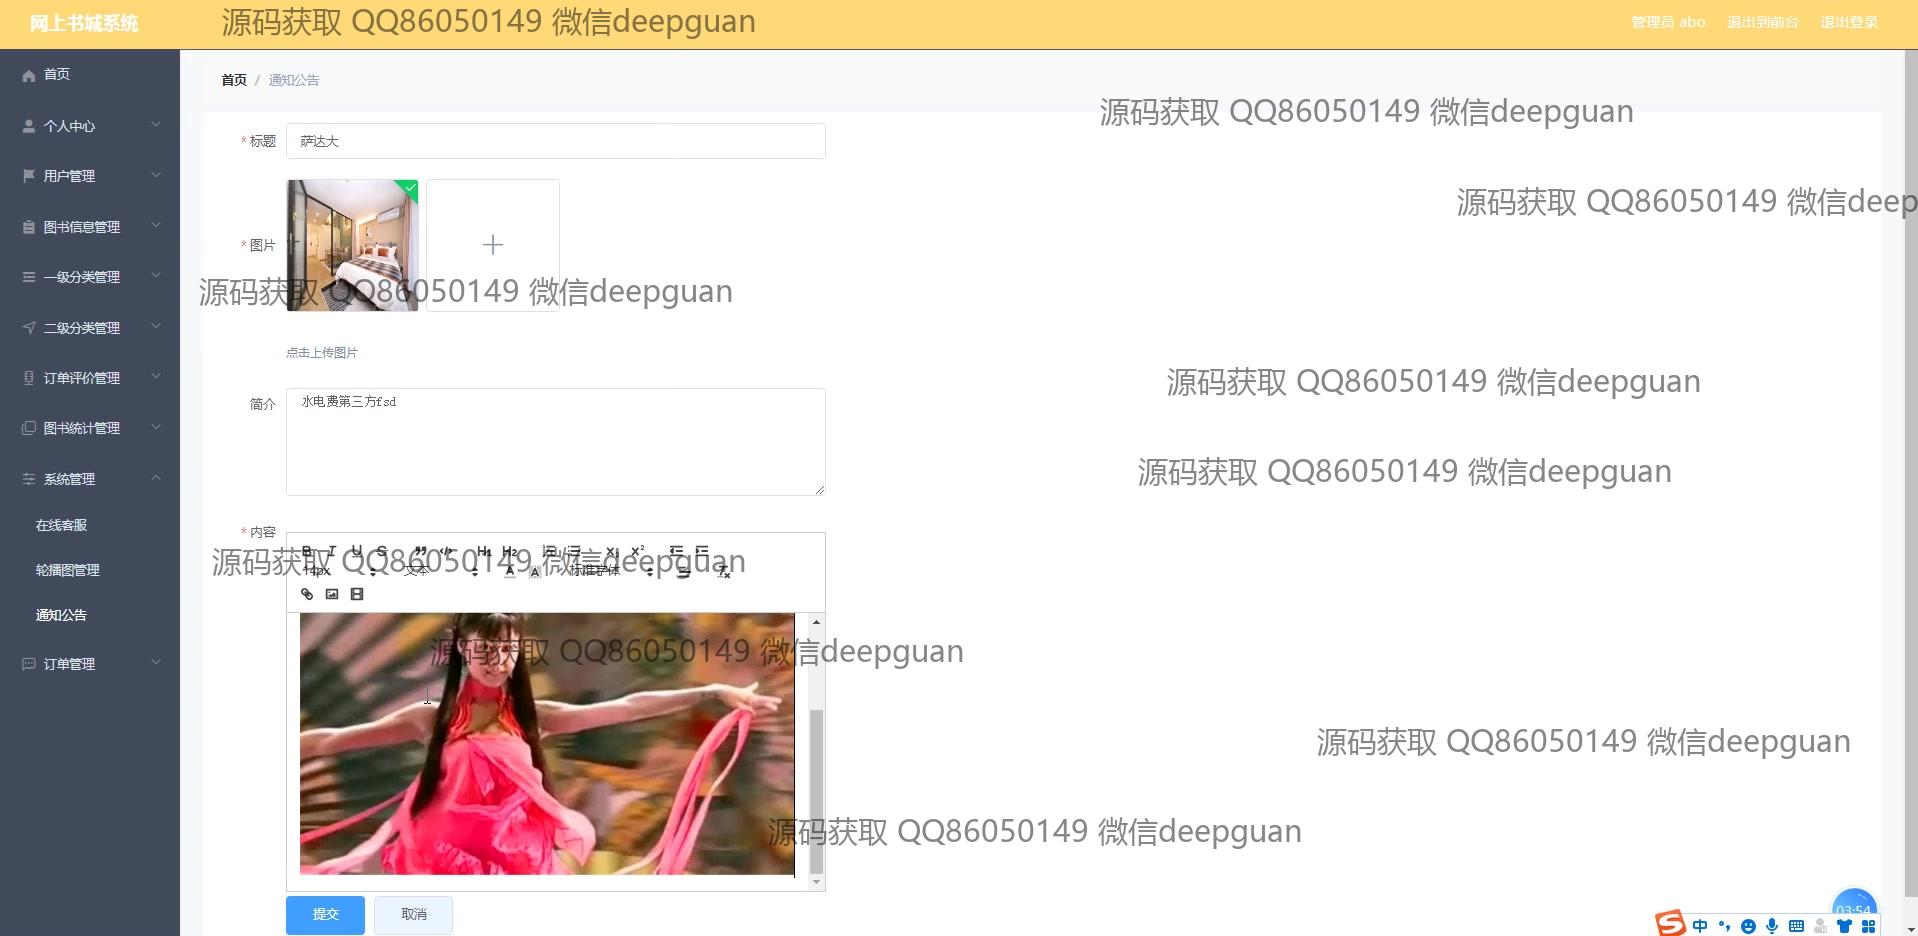 网上书城系统
源码获取 QQ86050149 微信deepguan
管理员 abo 退出到前台 退出登录
首页
首页 / 通知公告
源码获取 QQ86050149 微信deepguan
个人中心
* 标题 萨达大
用户管理
源码获取 QQ86050149 微信deep
图书信息管理
* 图片
一级分类管理
源码获取 QQ86050149 微信deepguan
二级分类管理
点击上传图片
订单评价管理
源码获取 QQ86050149 微信deepguan
简介 水电费第三方fsd
图书统计管理
源码获取 QQ86050149 微信deepguan
系统管理
在线客服
* 内容
B I U S ” </> H1 H2 X2 X²
源码获取 QQ86050149 微信deepguan
14px 文本 A A 标准字体 Tx
轮播图管理
通知公告
源码获取 QQ86050149 微信deepguan
订单管理
源码获取 QQ86050149 微信deepguan
源码获取 QQ86050149 微信deepguan
提交 取消
03:54
S 中